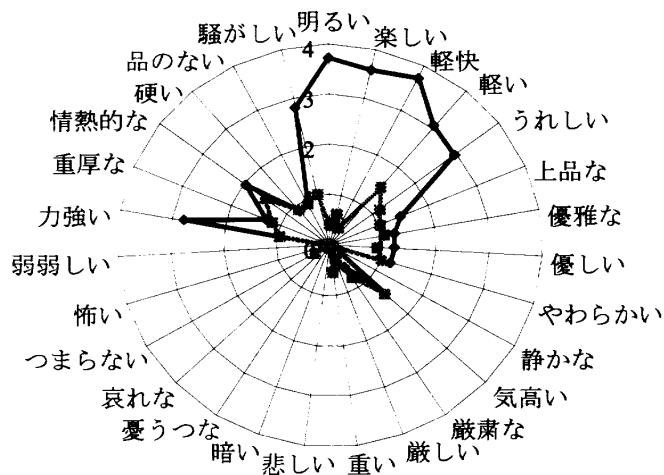 明るい
楽しい
軽快
軽い
うれしい
上品な
優雅な
優しい
やわらかい
静かな
気高い
厳粛な
厳しい
重い
悲しい
暗い
憂うつな
哀れな
つまらない
怖い
弱弱しい
力強い
重厚な
情熱的な
硬い
品のない
騒がしい
4
3
2